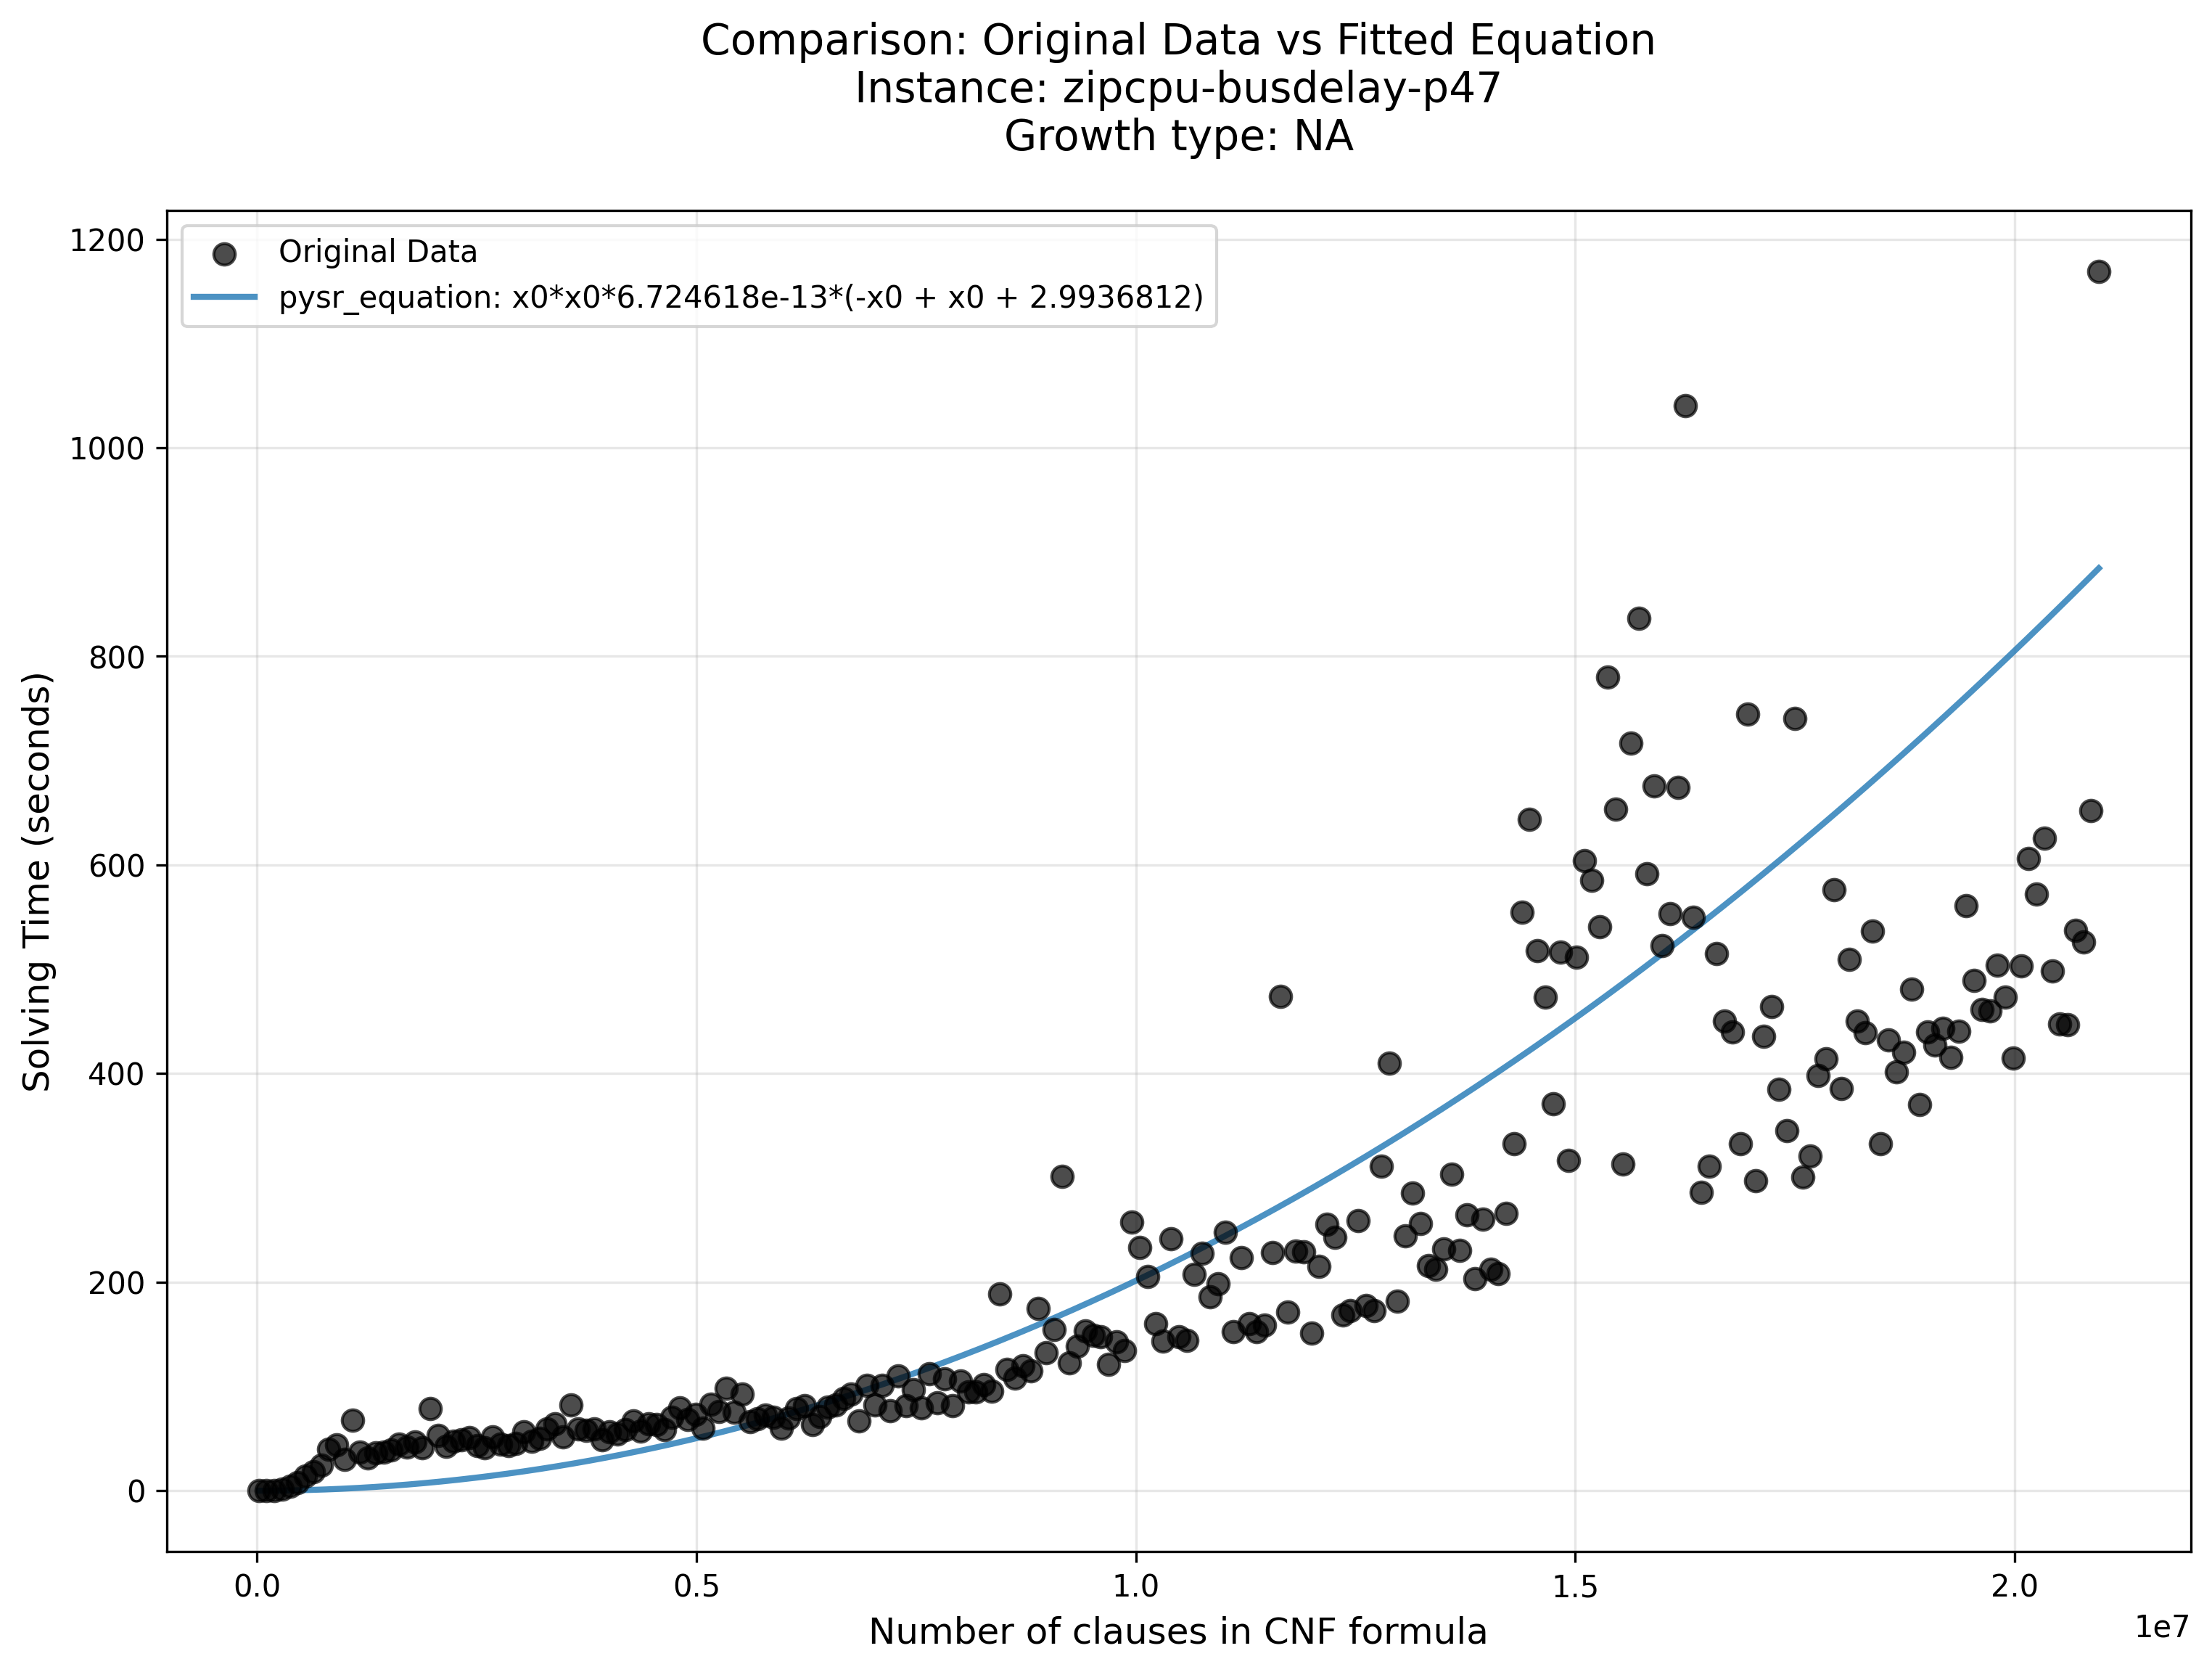 Comparison: Original Data vs Fitted Equation
Instance: zipcpu-busdelay-p47
Growth type: NA
Original Data
pysr_equation: x0*x0*6.724618e-13*(-x0 + x0 + 2.9936812)
1200
1000
800
600
400
200
0
Solving Time (seconds)
0.0 0.5 1.0 1.5 2.0
1e7
Number of clauses in CNF formula